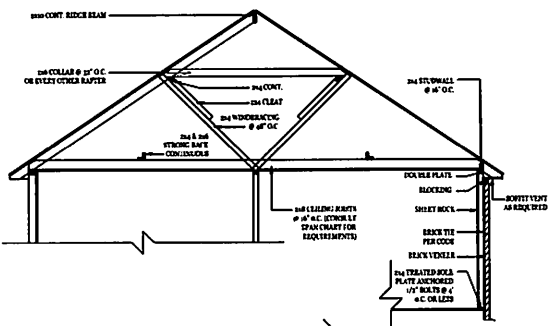 2X10 CONT. RIDGE BEAM
2X6 COLLAR @ 32" O.C.
OR EVERY OTHER RAFTER
2X4 CONT.
2X4 CLEAT
2X4 WINDBRACING
@ 48" O.C
2X4 & 2X6
STRONG BACK
CONTINUOUS
2X4 STUDWALL
@ 16" O.C.
DOUBLE PLATE
BLOCKING
SOFFIT VENT
AS REQUIRED
SHEET ROCK
2X8 CEILING JOISTS
@ 16" O.C. (CONSULT
SPAN CHART FOR
REQUIREMENTS)
BRICK TIE
PER CODE
BRICK VENEER
2X4 TREATED SOLE
PLATE ANCHORED
1/2" BOLTS @ 4'
O.C. OR LESS